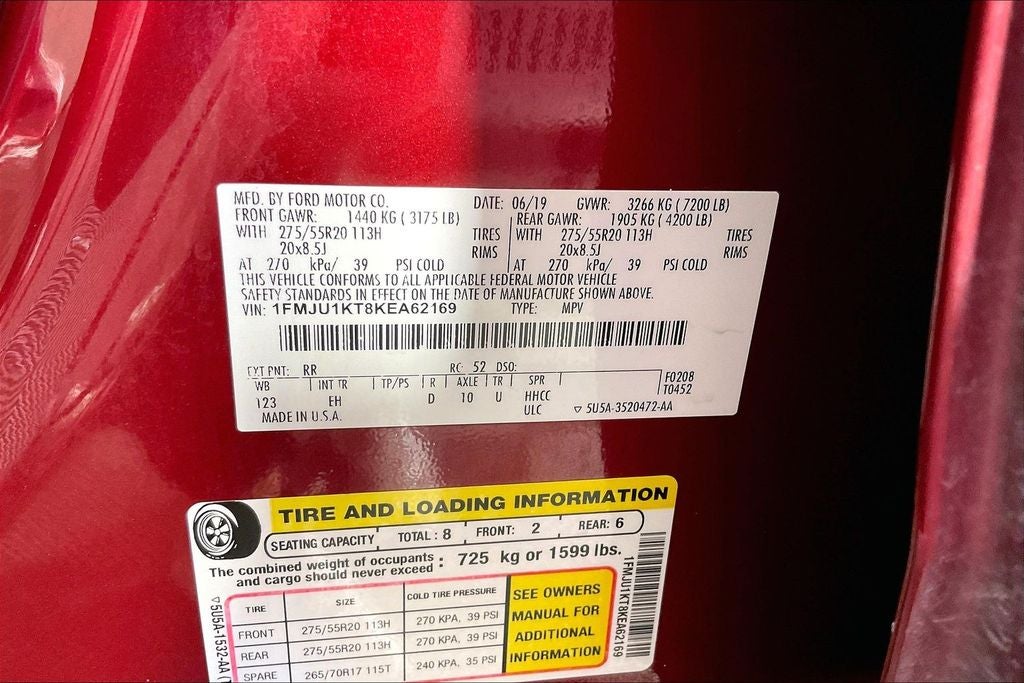 MFD. BY FORD MOTOR CO. DATE: 06/19 GVWR: 3266 KG ( 7200 LB)
FRONT GAWR: 1440 KG ( 3175 LB) REAR GAWR: 1905 KG ( 4200 LB)
WITH 275/55R20 113H TIRES WITH 275/55R20 113H TIRES
20x8.5J RIMS 20x8.5J RIMS
AT 270 kPa/ 39 PSI COLD AT 270 kPa/ 39 PSI COLD
THIS VEHICLE CONFORMS TO ALL APPLICABLE FEDERAL MOTOR VEHICLE
SAFETY STANDARDS IN EFFECT ON THE DATE OF MANUFACTURE SHOWN ABOVE.
VIN: 1FMJU1KT8KEA62169 TYPE: MPV
EXT PNT: RR RC: 52 DSO:
WB INT TR TP/PS R AXLE TR SPR F0208
123 EH D 10 U HHCC T0452
MADE IN U.S.A. ULC 5U5A-3520472-AA
TIRE AND LOADING INFORMATION
SEATING CAPACITY TOTAL : 8 FRONT: 2 REAR: 6
The combined weight of occupants
and cargo should never exceed : 725 kg or 1599 lbs.
TIRE SIZE COLD TIRE PRESSURE
FRONT 275/55R20 113H 270 KPA, 39 PSI
REAR 275/55R20 113H 270 KPA, 39 PSI
SPARE 265/70R17 115T 240 KPA, 35 PSI
SEE OWNERS
MANUAL FOR
ADDITIONAL
INFORMATION
1FMJU1KT8KEA62169
5U5A-1532-AA